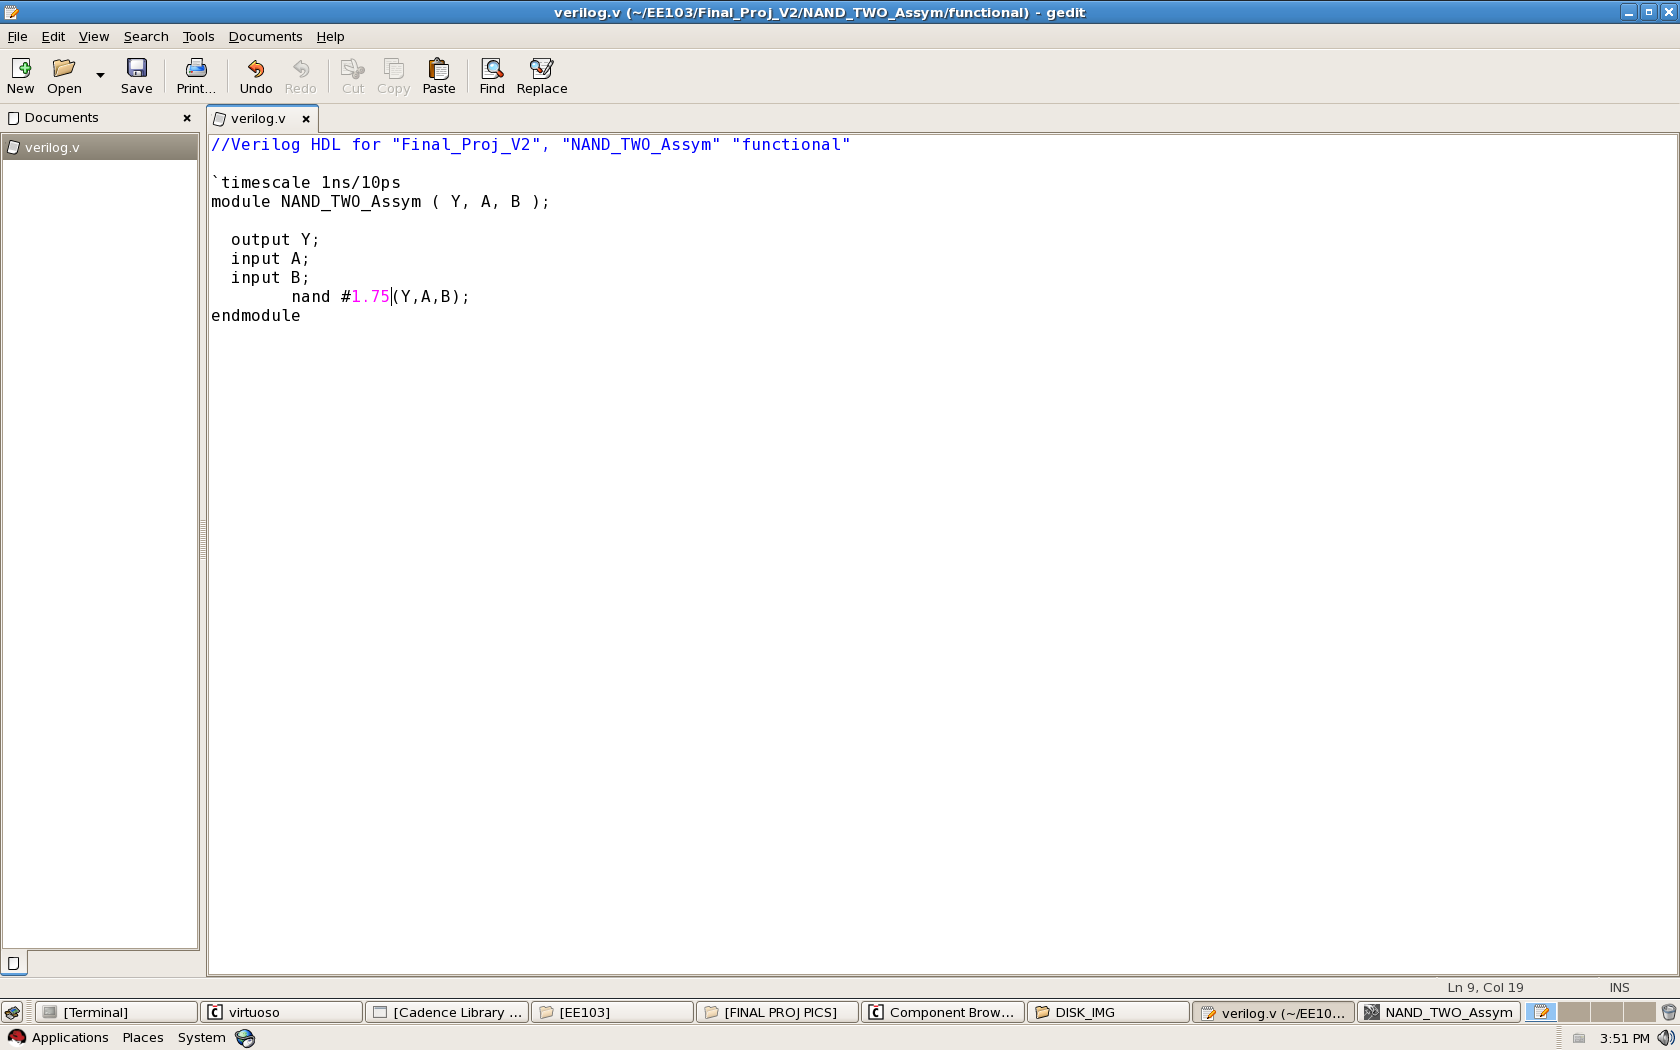 verilog.v (~/EE103/Final_Proj_V2/NAND_TWO_Assym/functional) - gedit
File Edit View Search Tools Documents Help
New Open Save Print... Undo Redo Cut Copy Paste Find Replace
Documents
verilog.v
verilog.v
//Verilog HDL for "Final_Proj_V2", "NAND_TWO_Assym" "functional"
`timescale 1ns/10ps
module NAND_TWO_Assym ( Y, A, B );
output Y;
input A;
input B;
nand #1.75(Y,A,B);
endmodule
Ln 9, Col 19 INS
[Terminal] virtuoso [Cadence Library ... [EE103] [FINAL PROJ PICS] Component Brow... DISK_IMG verilog.v (~/EE10... NAND_TWO_Assym
Applications Places System 3:51 PM